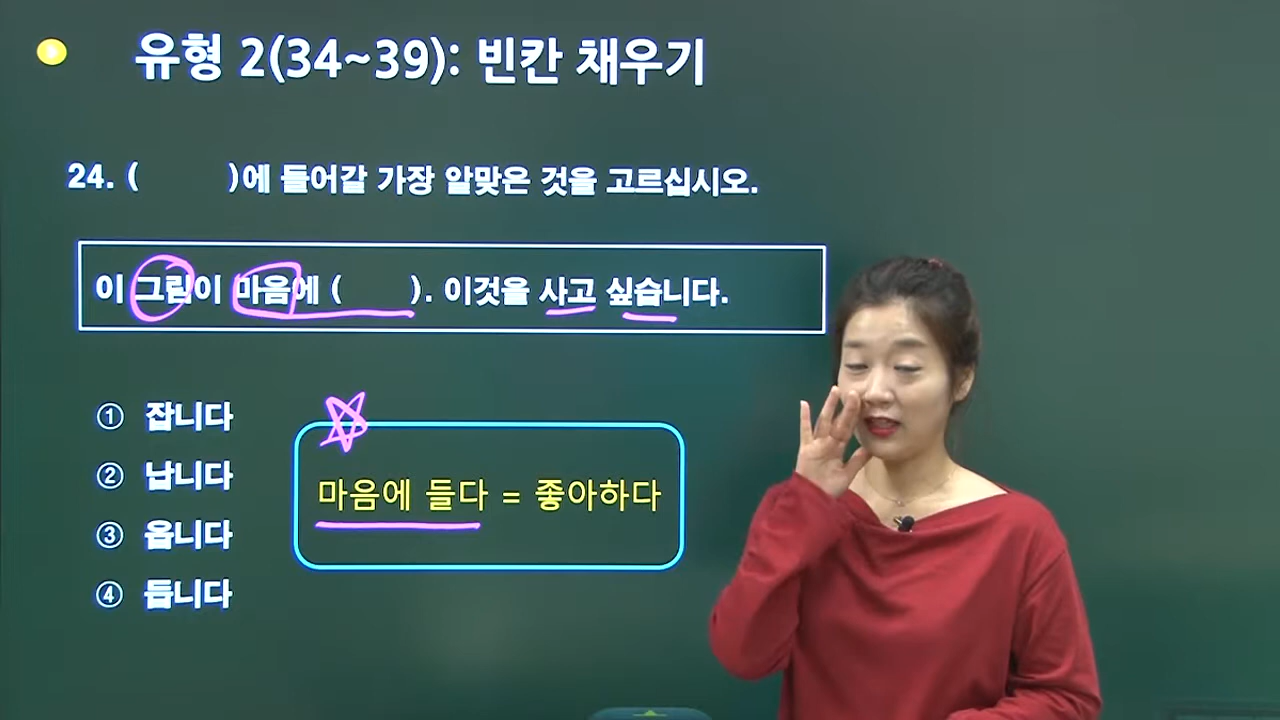 유형 2(34~39): 빈칸 채우기
24. ( )에 들어갈 가장 알맞은 것을 고르십시오.
이 그림이 마음에 ( ). 이것을 사고 싶습니다.
① 잡니다
② 납니다
③ 옵니다
④ 듭니다
마음에 들다 = 좋아하다